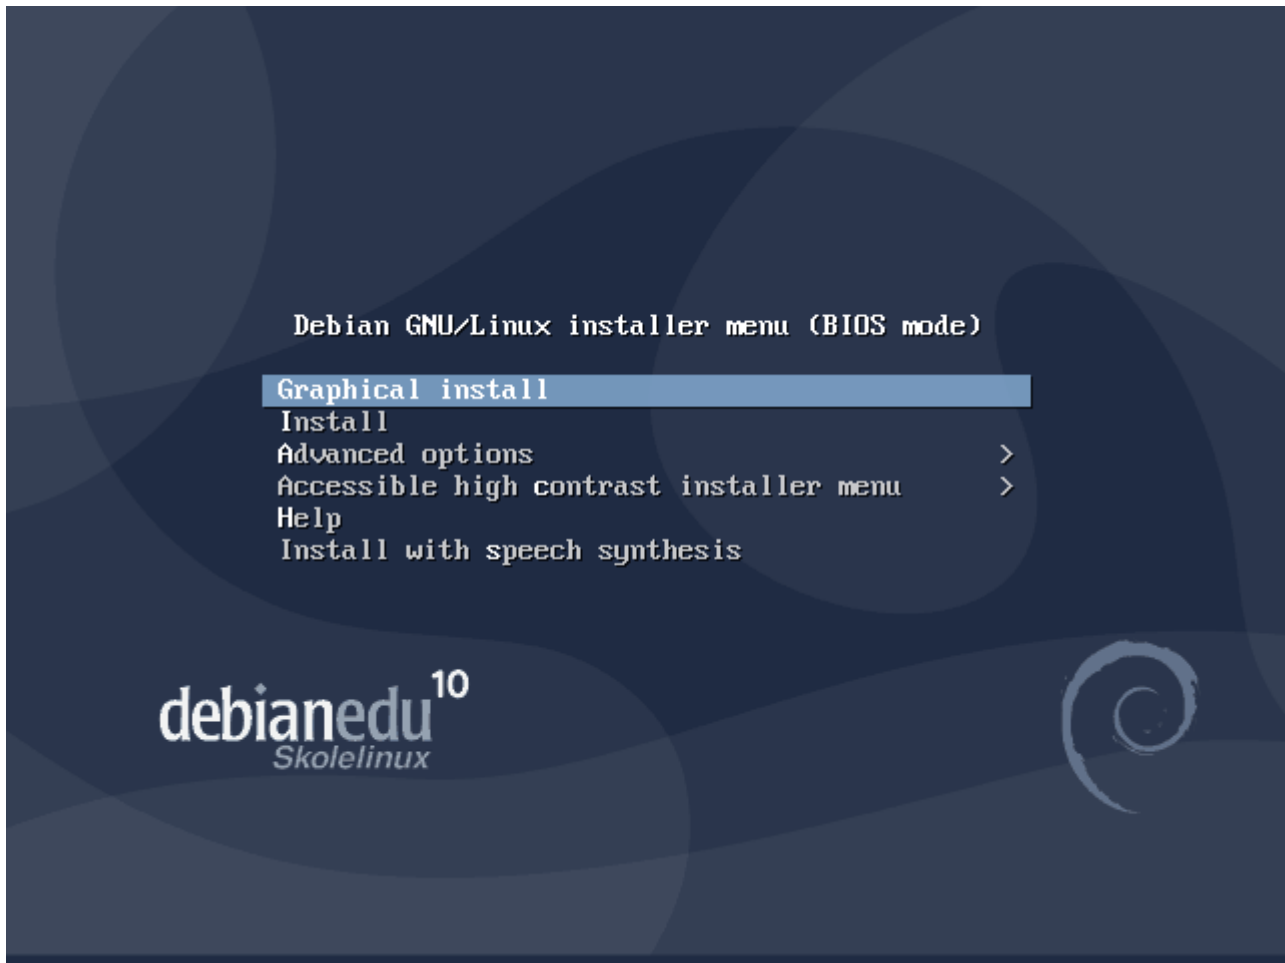 Debian GNU/Linux installer menu (BIOS mode)
Graphical install
Install
Advanced options >
Accessible high contrast installer menu >
Help
Install with speech synthesis
debianedu 10
Skolelinux